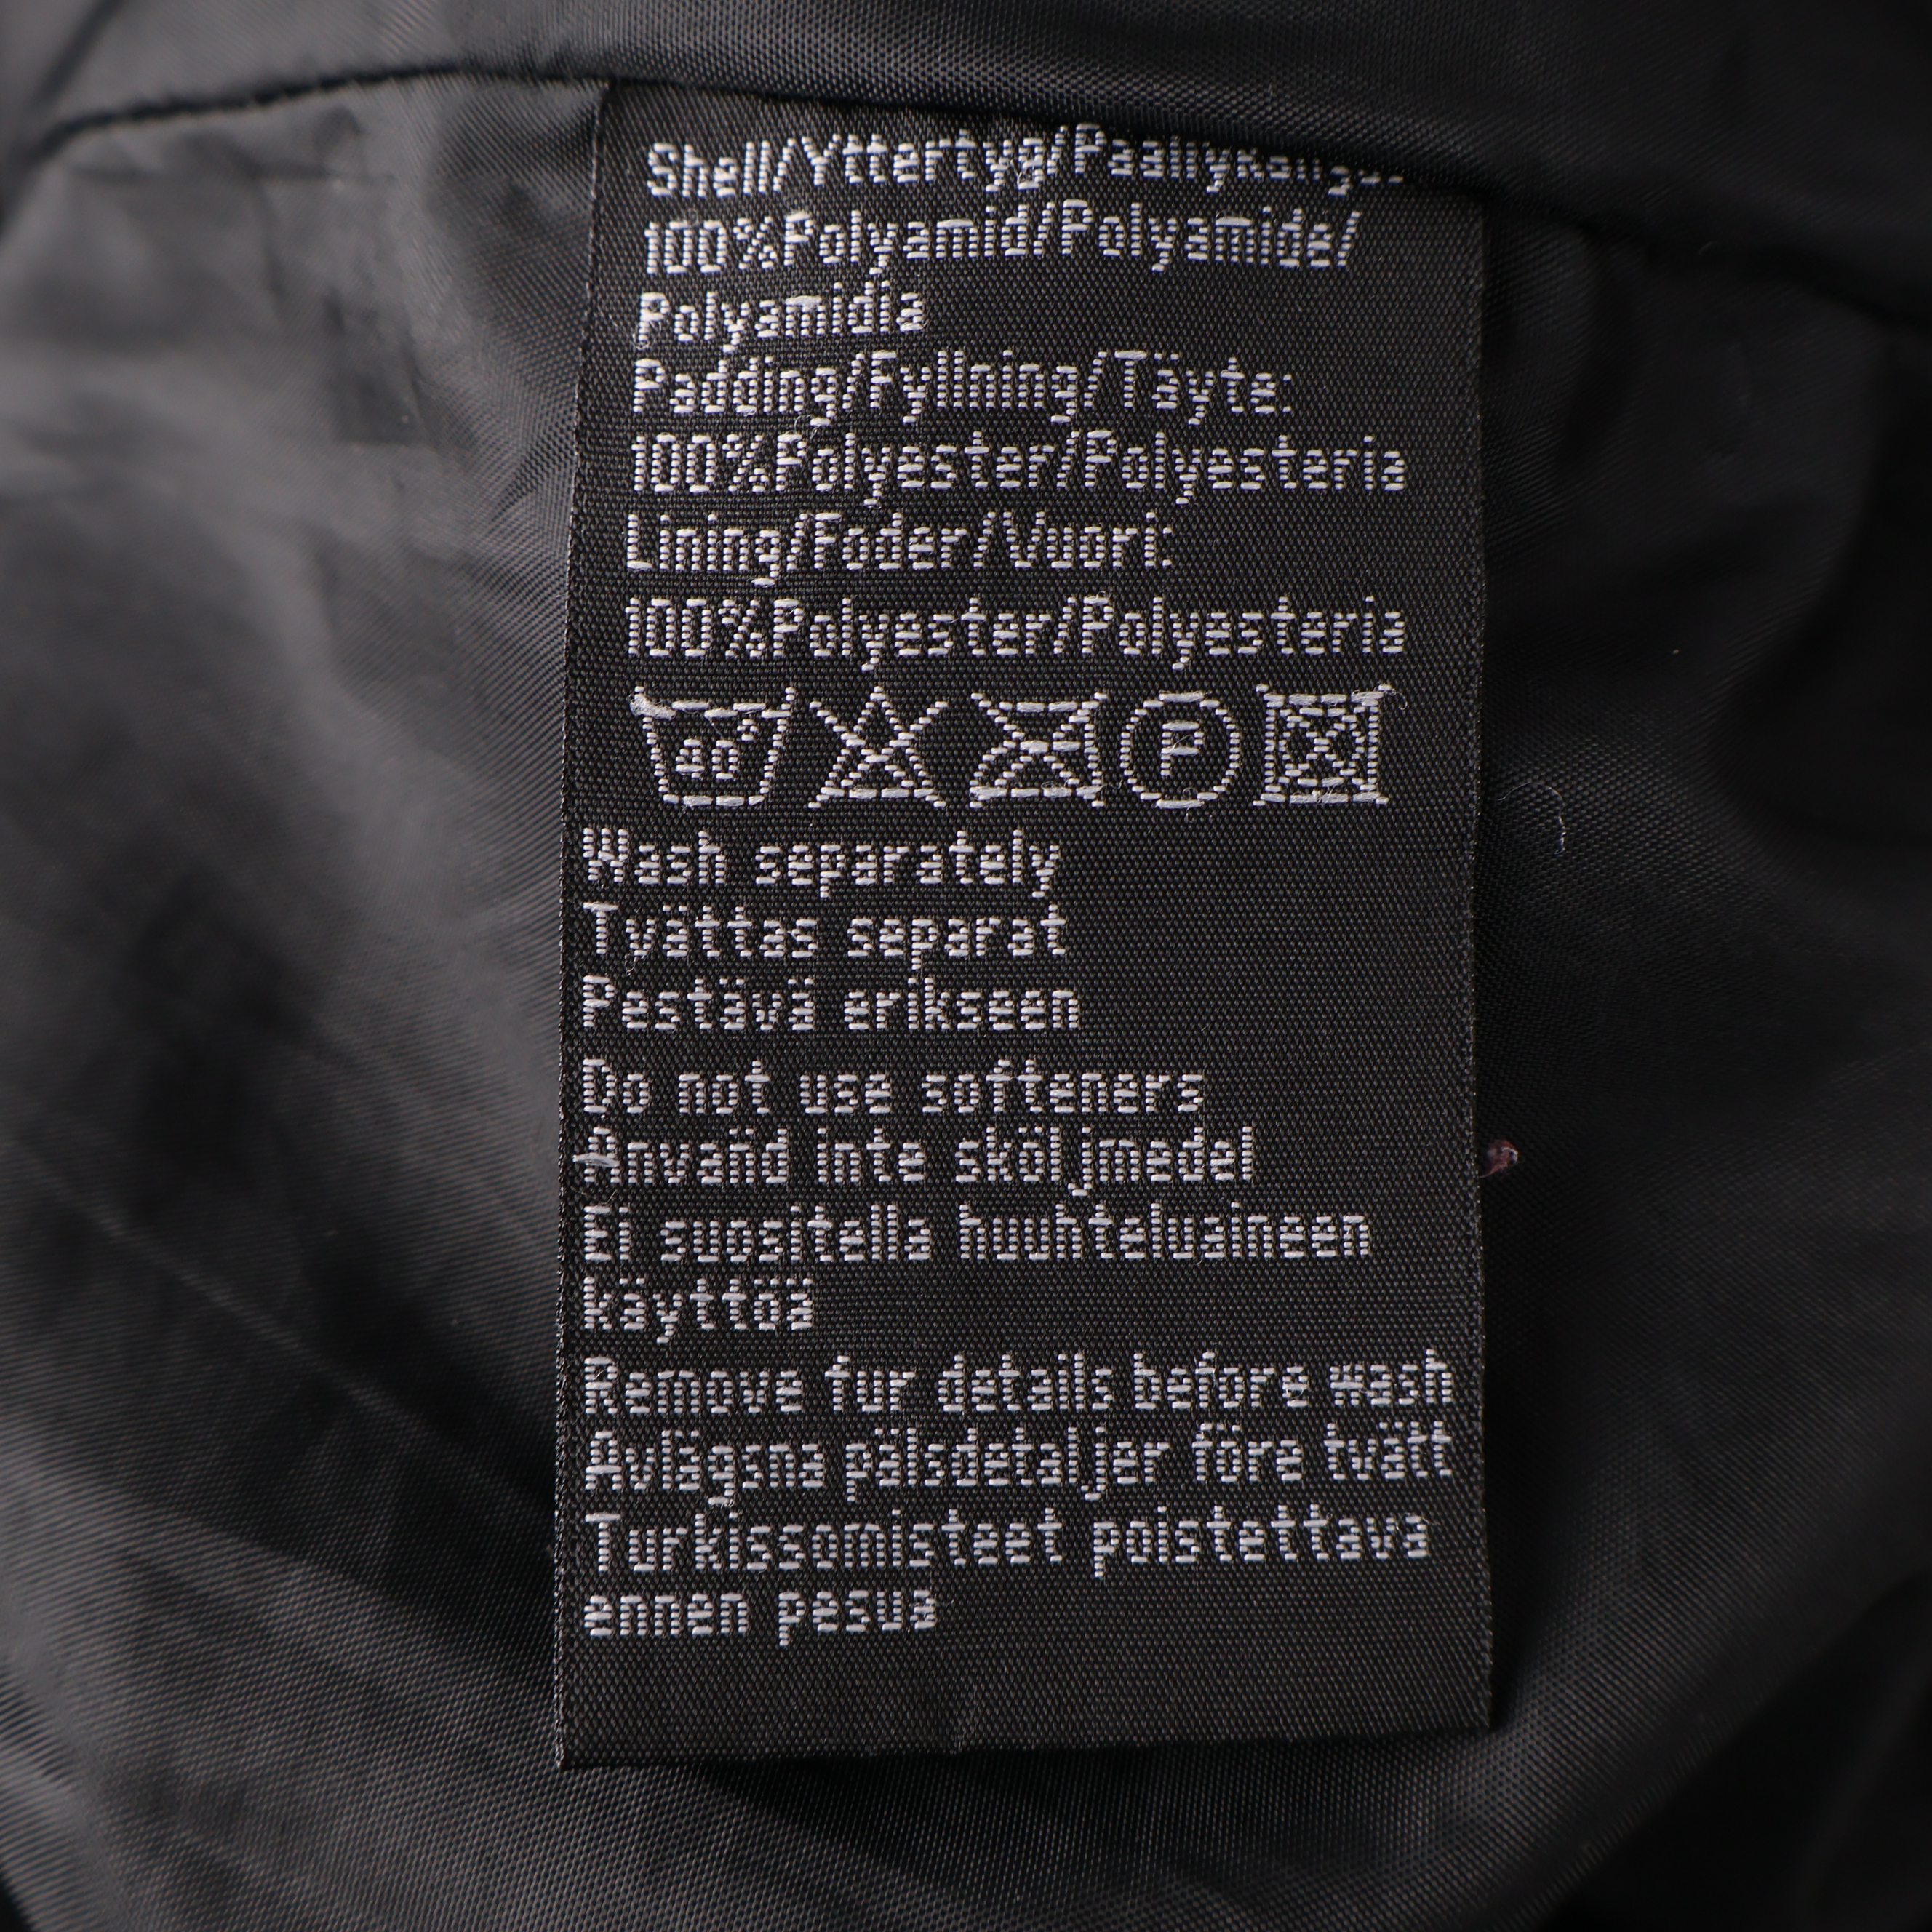 Shell/Yttertyg/Päällykangas
100%Polyamid/Polyamide/
Polyamidia
Padding/Fyllning/Täyte:
100%Polyester/Polyesteria
Lining/Foder/Vuori:
100%Polyester/Polyesteria
40° P
Wash separately
Tvättas separat
Pestävä erikseen
Do not use softeners
Använd inte sköljmedel
Ei suositella huuhteluaineen
käyttöä
Remove fur details before wash
Avlägsna pälsdetaljer före tvätt
Turkissomisteet poistettava
ennen pesua